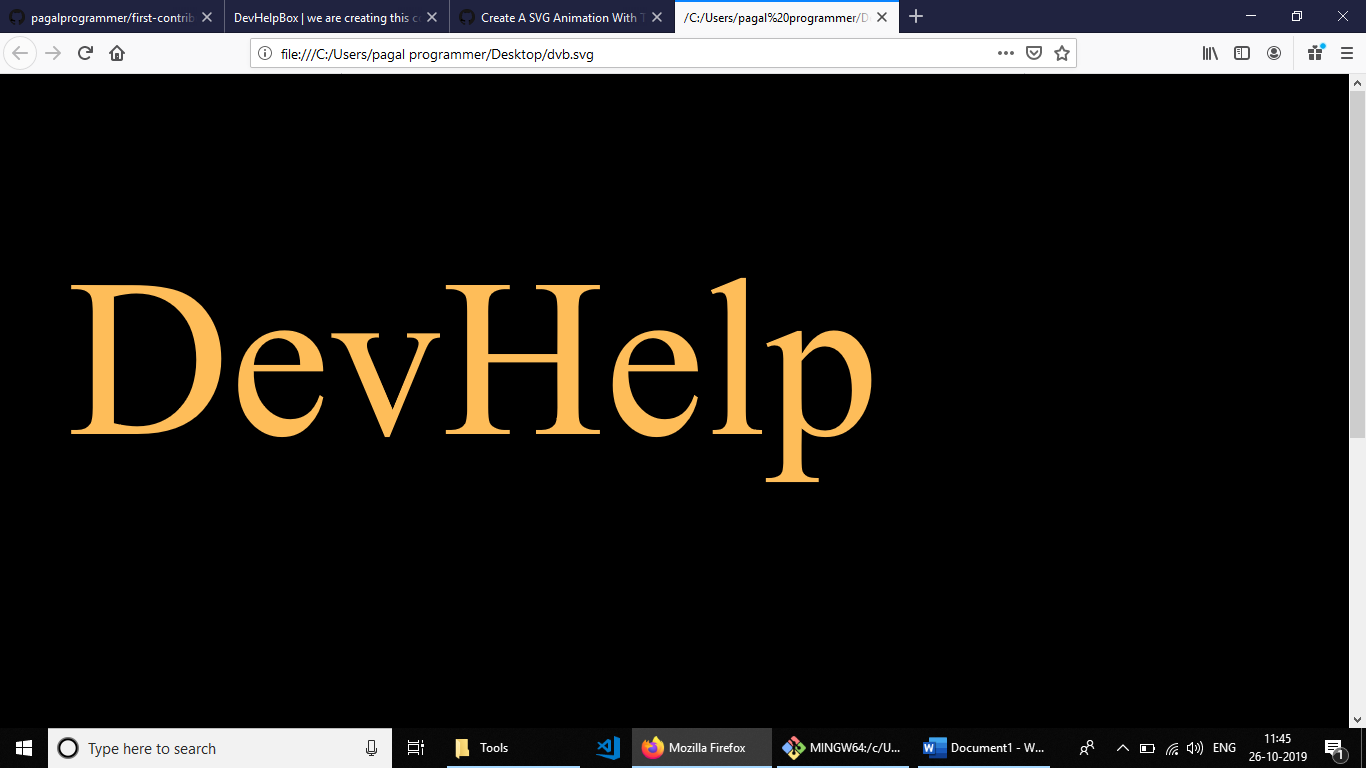 pagalprogrammer/first-contrib
DevHelpBox | we are creating this c
Create A SVG Animation With T
/C:/Users/pagal%20programmer/De
file:///C:/Users/pagal programmer/Desktop/dvb.svg
DevHelp
Type here to search
Tools
Mozilla Firefox
MINGW64:/c/U...
Document1 - W...
ENG
11:45
26-10-2019
1